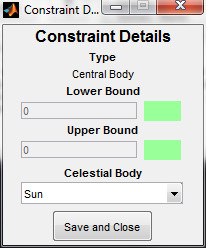 Constraint D...
Constraint Details
Type
Central Body
Lower Bound
0
Upper Bound
0
Celestial Body
Sun
Save and Close